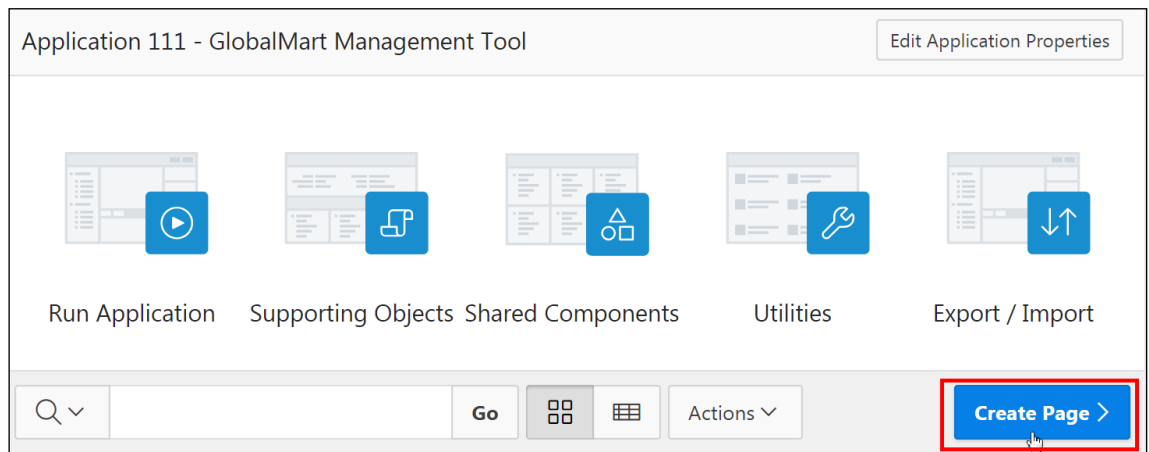 Application 111 - GlobalMart Management Tool
Edit Application Properties
Run Application
Supporting Objects
Shared Components
Utilities
Export / Import
Go
Actions
Create Page